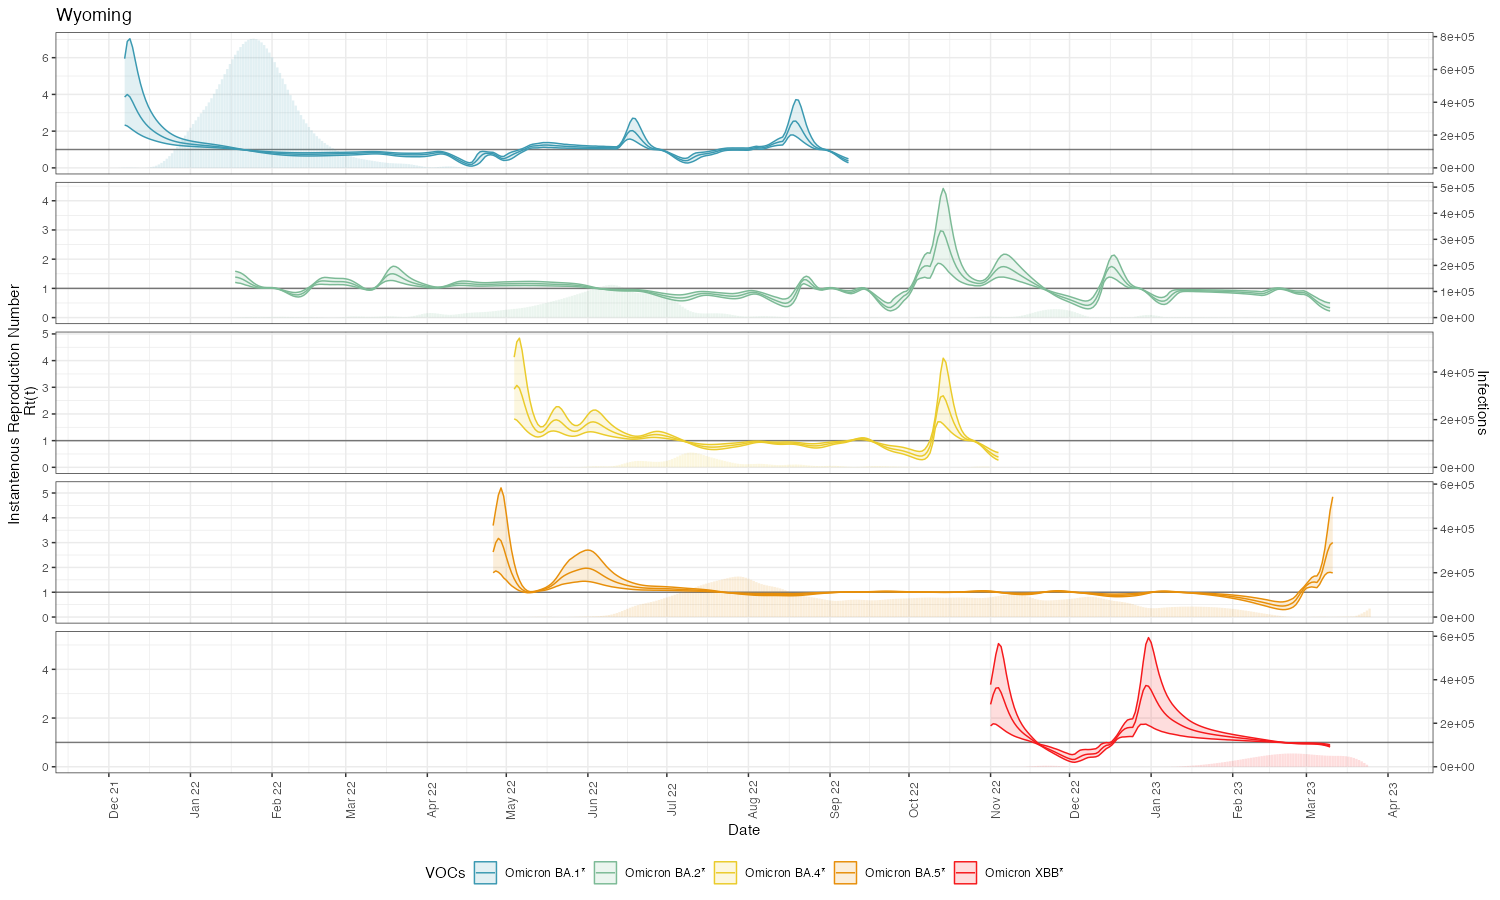 Wyoming
Instantenous Reproduction Number
Rt(t)
6
4
2
0
8e+05
6e+05
4e+05
2e+05
0e+00
4
3
2
1
0
5e+05
4e+05
3e+05
2e+05
1e+05
0e+00
5
4
3
2
1
0
4e+05
2e+05
0e+00
5
4
3
2
1
0
6e+05
4e+05
2e+05
0e+00
4
2
0
6e+05
4e+05
2e+05
0e+00
Infections
Dec 21
Jan 22
Feb 22
Mar 22
Apr 22
May 22
Jun 22
Jul 22
Aug 22
Sep 22
Oct 22
Nov 22
Dec 22
Jan 23
Feb 23
Mar 23
Apr 23
Date
VOCs Omicron BA.1* Omicron BA.2* Omicron BA.4* Omicron BA.5* Omicron XBB*